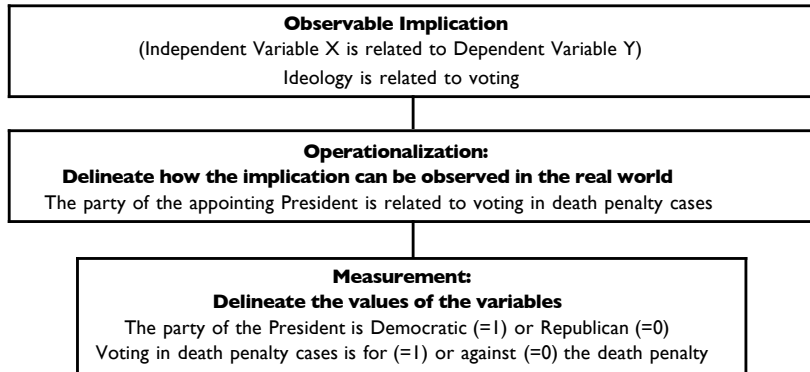 Observable Implication
(Independent Variable X is related to Dependent Variable Y)
Ideology is related to voting
Operationalization:
Delineate how the implication can be observed in the real world
The party of the appointing President is related to voting in death penalty cases
Measurement:
Delineate the values of the variables
The party of the President is Democratic (=1) or Republican (=0)
Voting in death penalty cases is for (=1) or against (=0) the death penalty